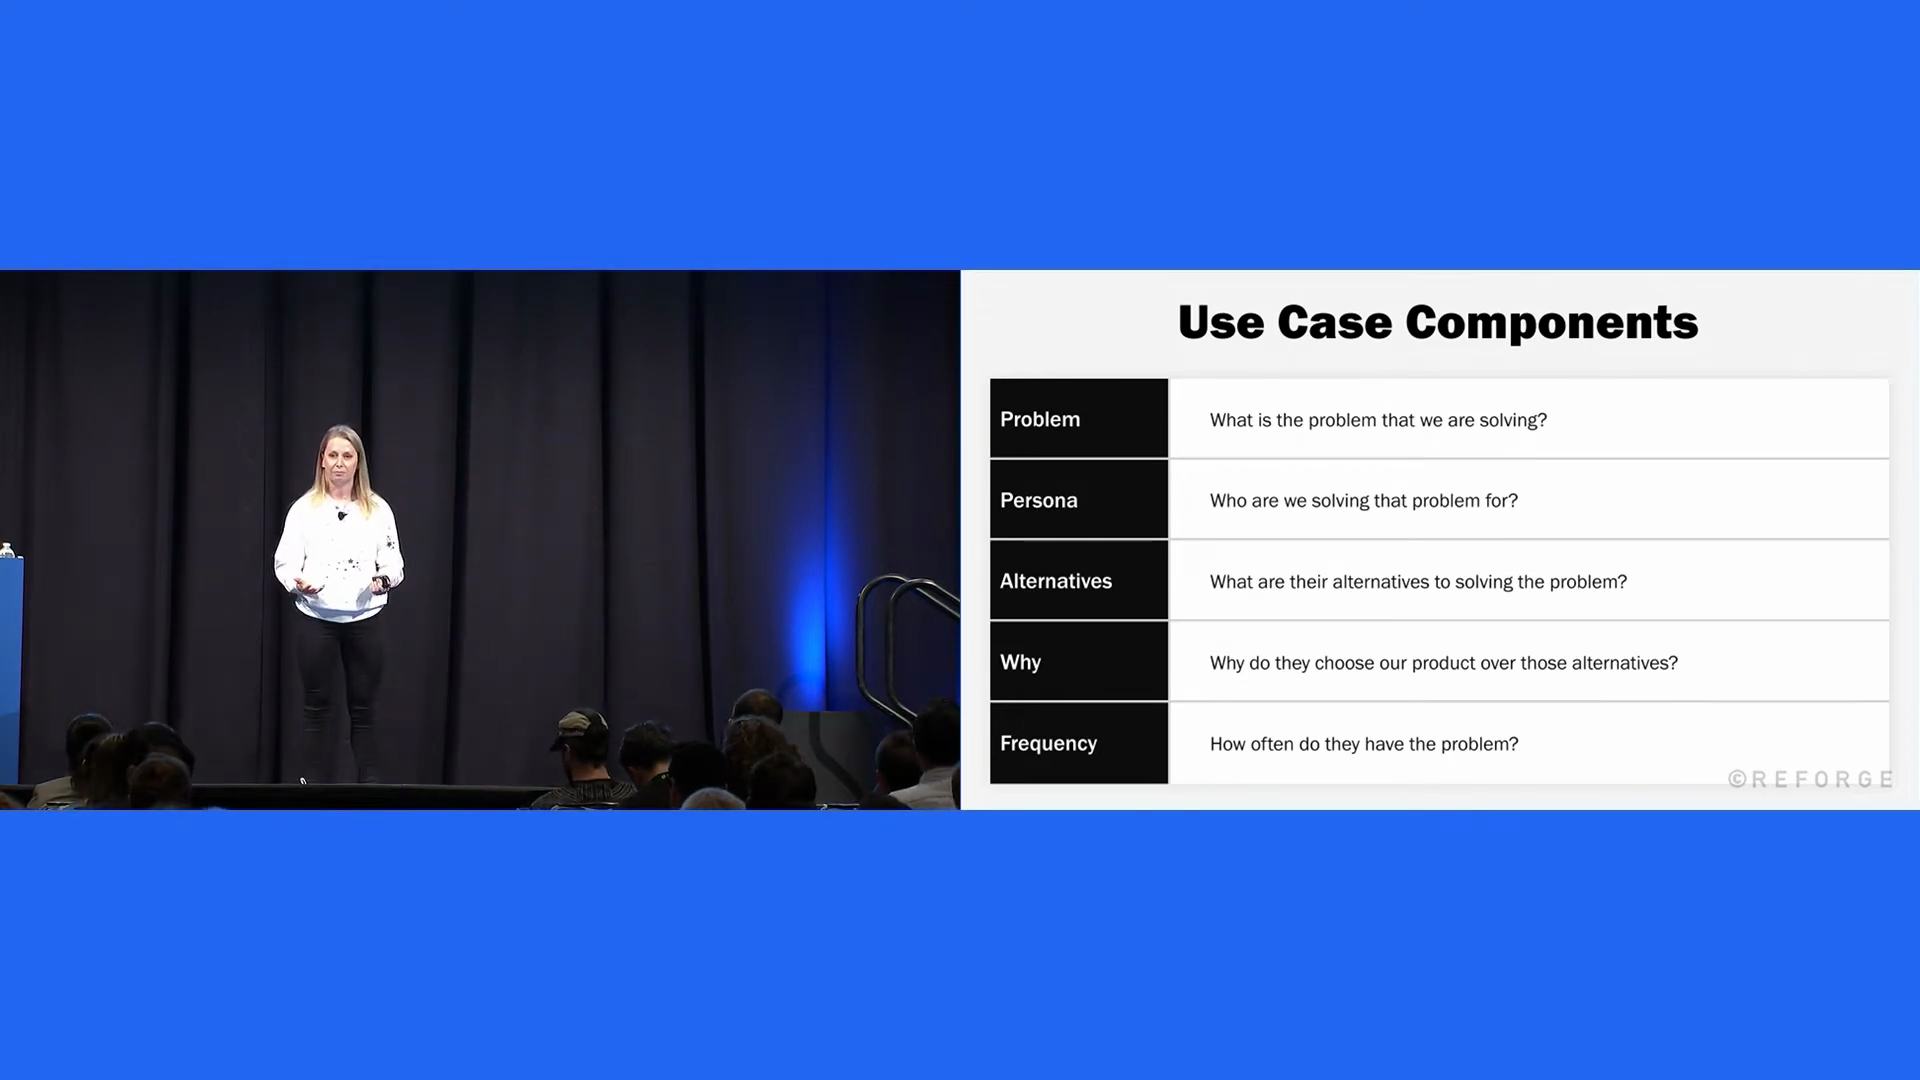 Use Case Components
Problem What is the problem that we are solving?
Persona Who are we solving that problem for?
Alternatives What are their alternatives to solving the problem?
Why Why do they choose our product over those alternatives?
Frequency How often do they have the problem?
©REFORGE